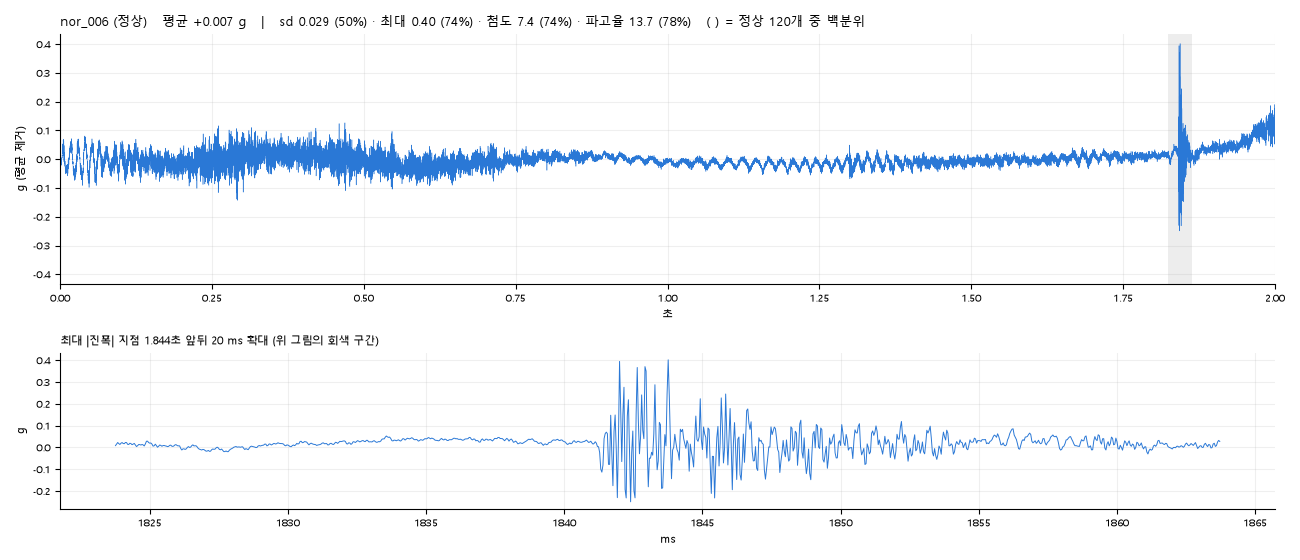 nor_006 (정상)    평균 +0.007 g    |    sd 0.029 (50%) · 최대 0.40 (74%) · 첨도 7.4 (74%) · 파고율 13.7 (78%)    ( ) = 정상 120개 중 백분위
g (평균 제거)
0.4
0.3
0.2
0.1
0.0
-0.1
-0.2
-0.3
-0.4
0.00 0.25 0.50 0.75 1.00 1.25 1.50 1.75 2.00
초
최대 |진폭| 지점 1.844초 앞뒤 20 ms 확대 (위 그림의 회색 구간)
g
0.4
0.3
0.2
0.1
0.0
-0.1
-0.2
1825 1830 1835 1840 1845 1850 1855 1860 1865
ms